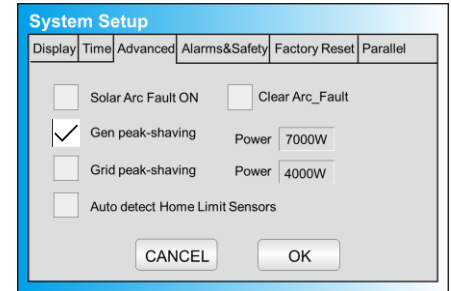 System Setup
Display Time Advanced Alarms&Safety Factory Reset Parallel
Solar Arc Fault ON Clear Arc_Fault
Gen peak-shaving Power 7000W
Grid peak-shaving Power 4000W
Auto detect Home Limit Sensors
CANCEL OK